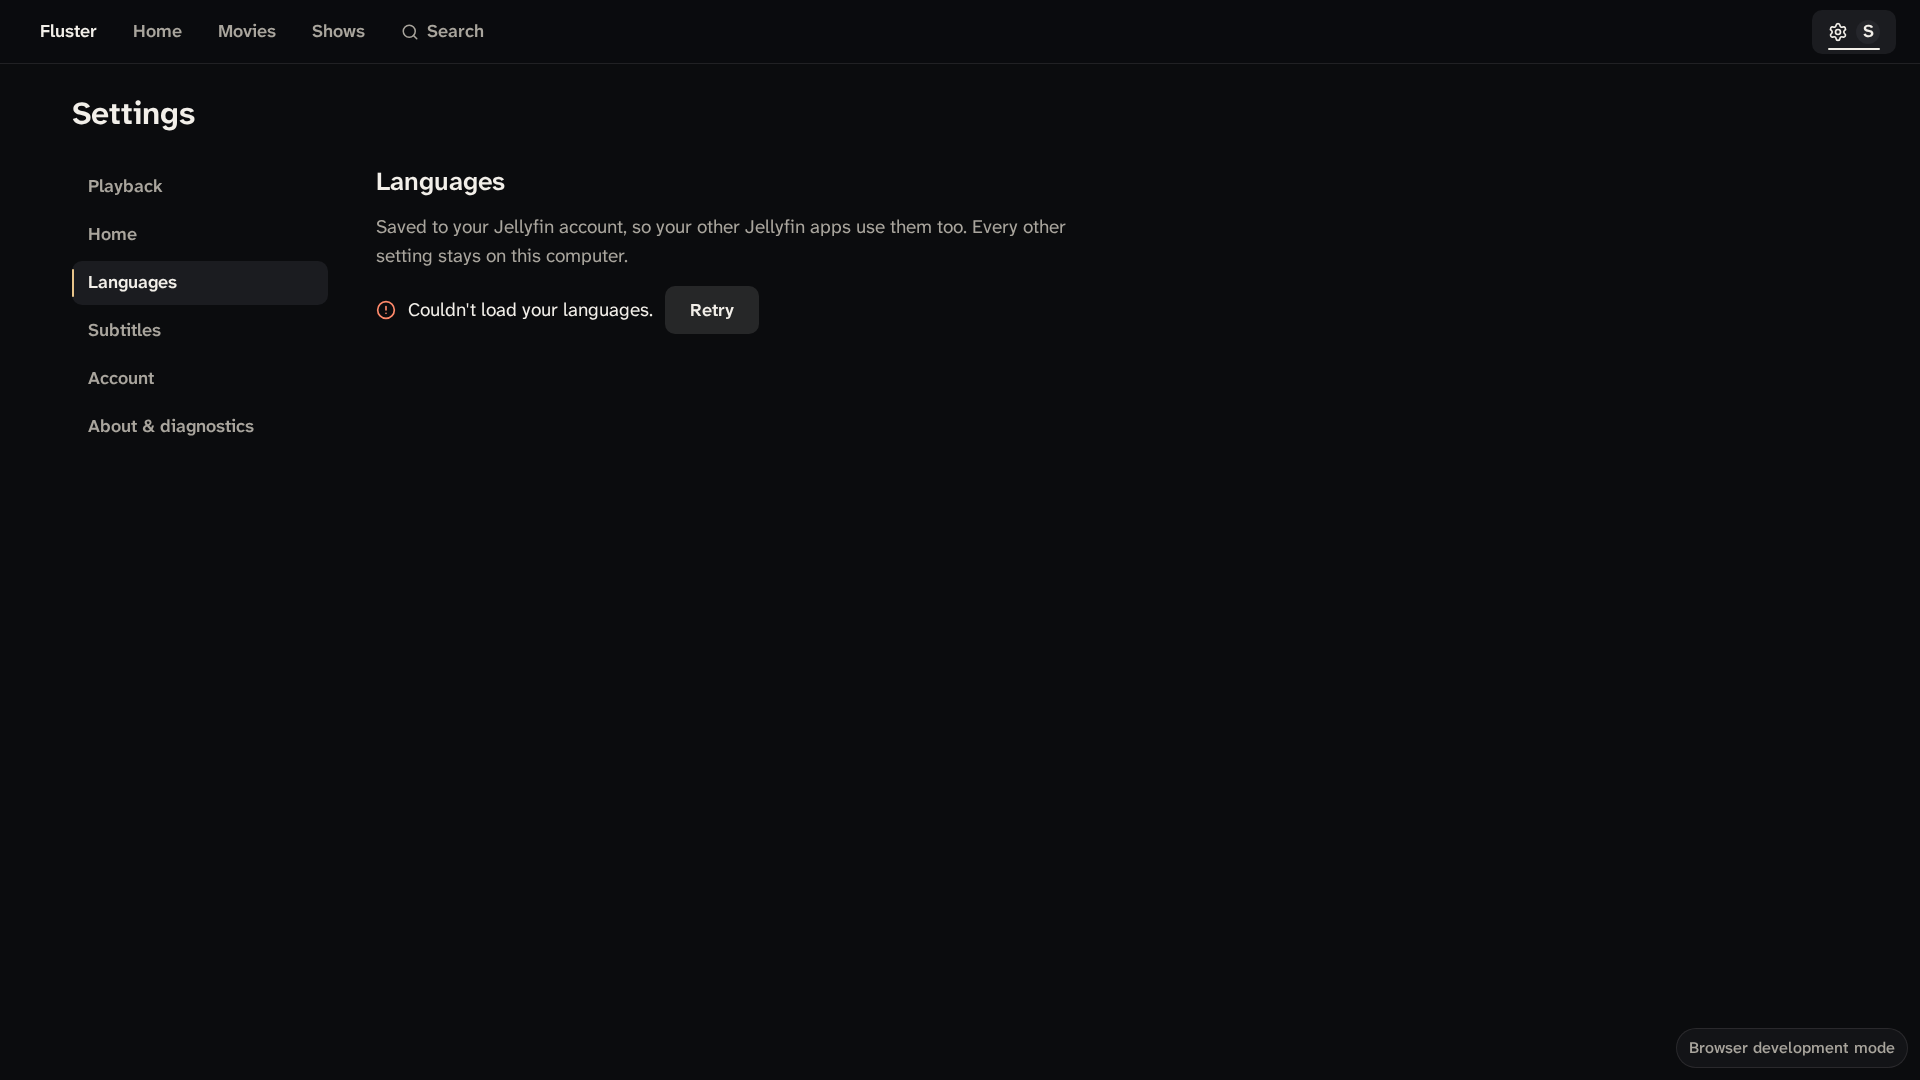 Fluster
Home
Movies
Shows
Search
S
Settings
Playback
Home
Languages
Subtitles
Account
About & diagnostics
Languages
Saved to your Jellyfin account, so your other Jellyfin apps use them too. Every other
setting stays on this computer.
Couldn't load your languages.
Retry
Browser development mode